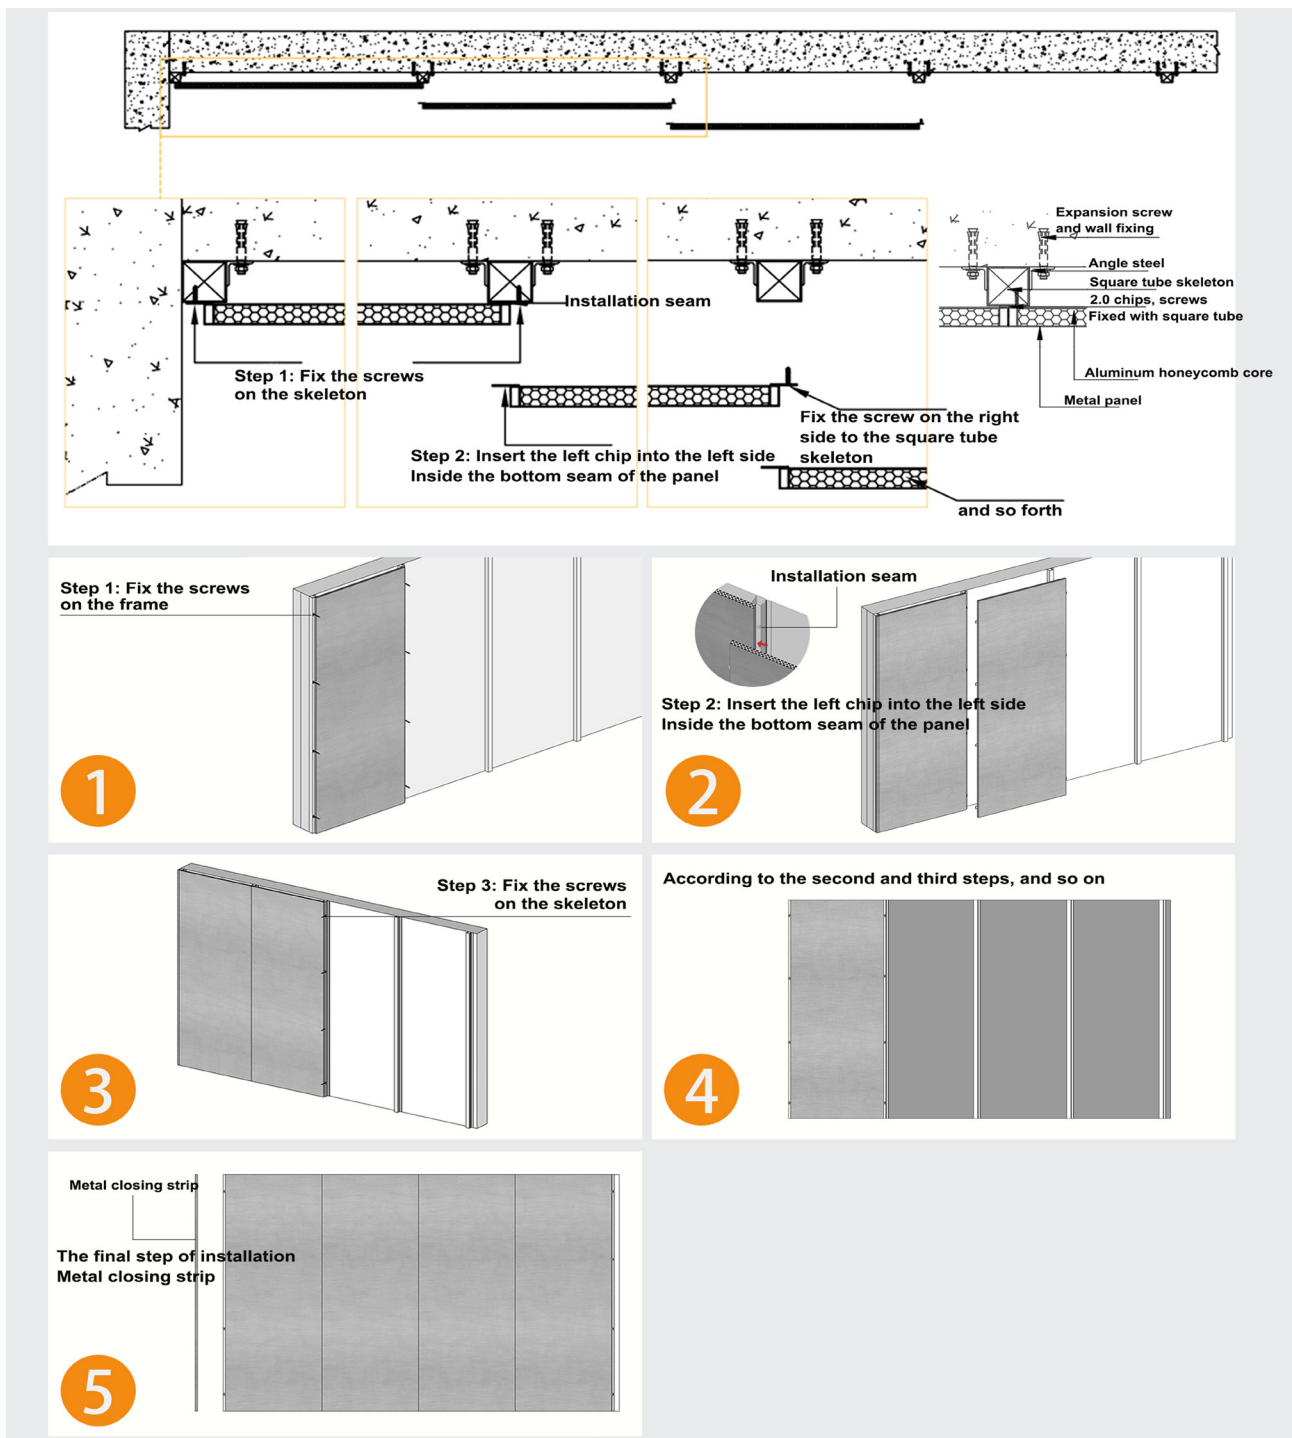 Expansion screw
and wall fixing
Angle steel
Square tube skeleton
2.0 chips, screws
Fixed with square tube
Aluminum honeycomb core
Metal panel
Installation seam
Step 1: Fix the screws
on the skeleton
Step 2: Insert the left chip into the left side
Inside the bottom seam of the panel
Fix the screw on the right
side to the square tube
skeleton
and so forth
Step 1: Fix the screws
on the frame
1
Installation seam
Step 2: Insert the left chip into the left side
Inside the bottom seam of the panel
2
Step 3: Fix the screws
on the skeleton
3
According to the second and third steps, and so on
4
Metal closing strip
The final step of installation
Metal closing strip
5